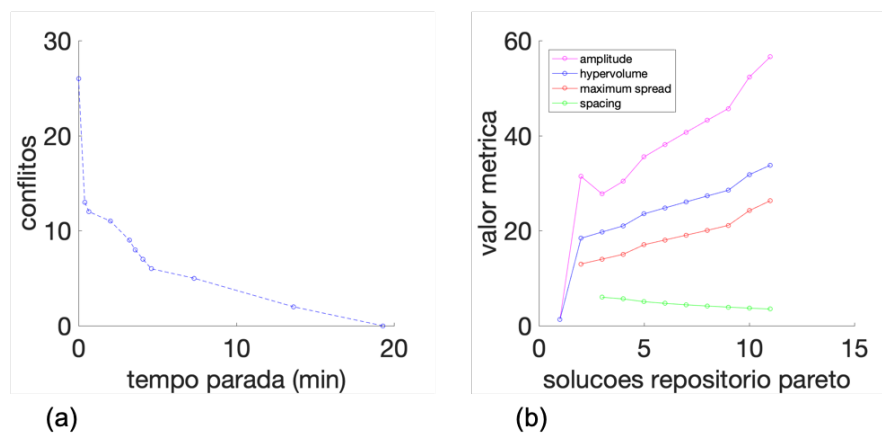 30
20
10
0
conflitos
0
10
20
tempo parada (min)
(a)
60
40
20
0
valor metrica
amplitude
hypervolume
maximum spread
spacing
0
5
10
15
solucoes repositorio pareto
(b)